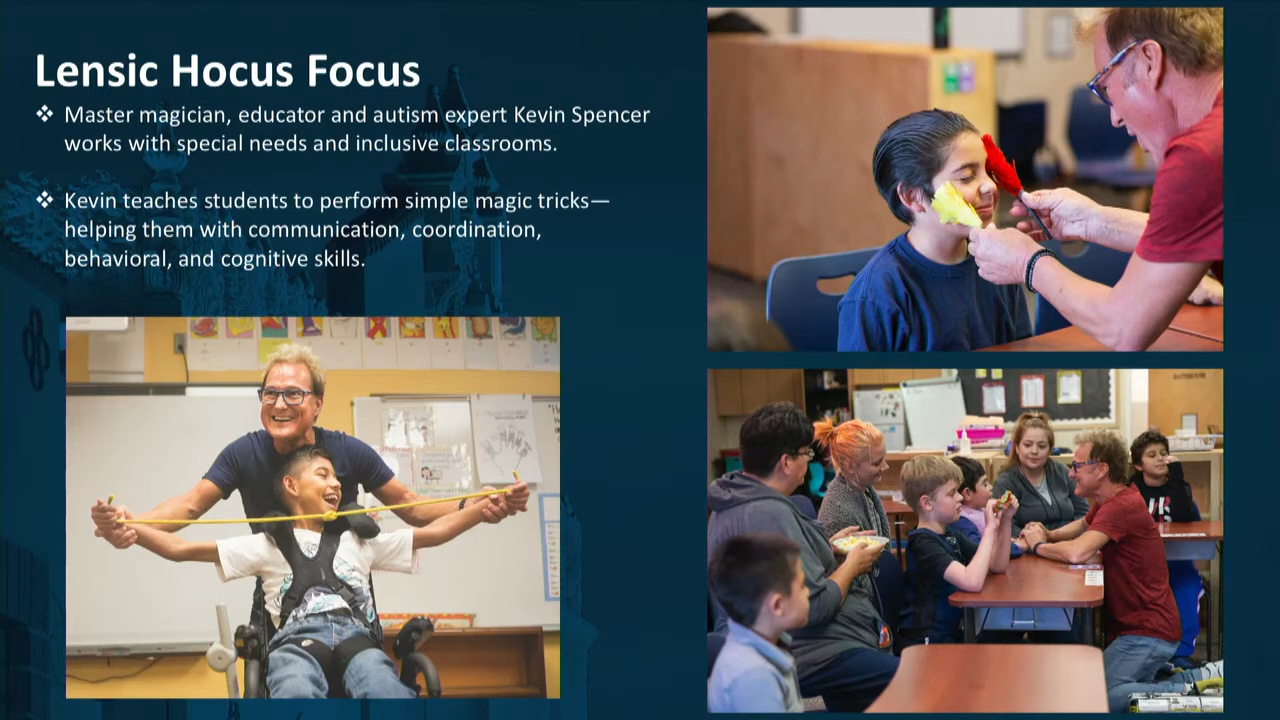 Lensic Hocus Focus
❖ Master magician, educator and autism expert Kevin Spencer
works with special needs and inclusive classrooms.
❖ Kevin teaches students to perform simple magic tricks—
helping them with communication, coordination,
behavioral, and cognitive skills.